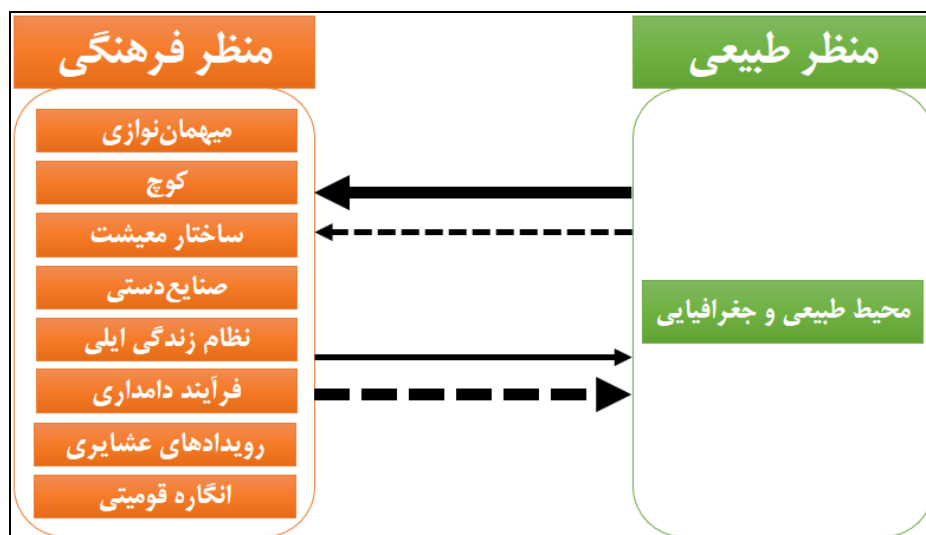 منظر طبیعی
محیط طبیعی و جغرافیایی
منظر فرهنگی
میهمان‌نوازی
کوچ
ساختار معیشت
صنایع‌دستی
نظام زندگی ایلی
فرآیند دامداری
رویدادهای عشایری
انگاره قومیتی